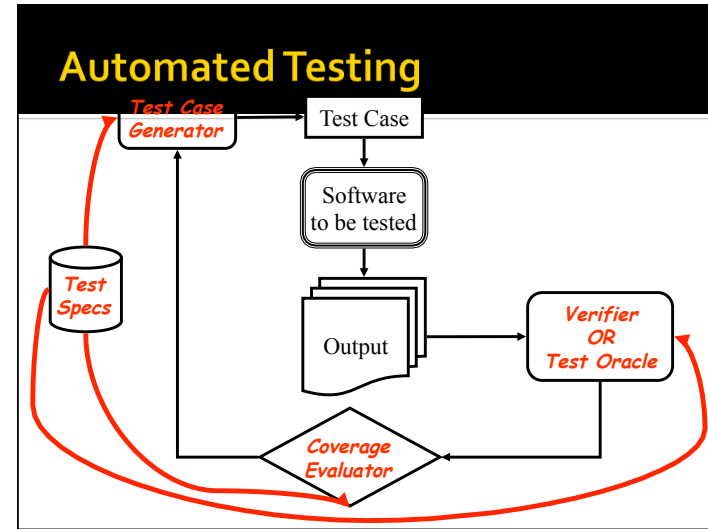 Automated Testing
Test Case
Generator
Test Case
Software
to be tested
Test
Specs
Output
Verifier
OR
Test Oracle
Coverage
Evaluator